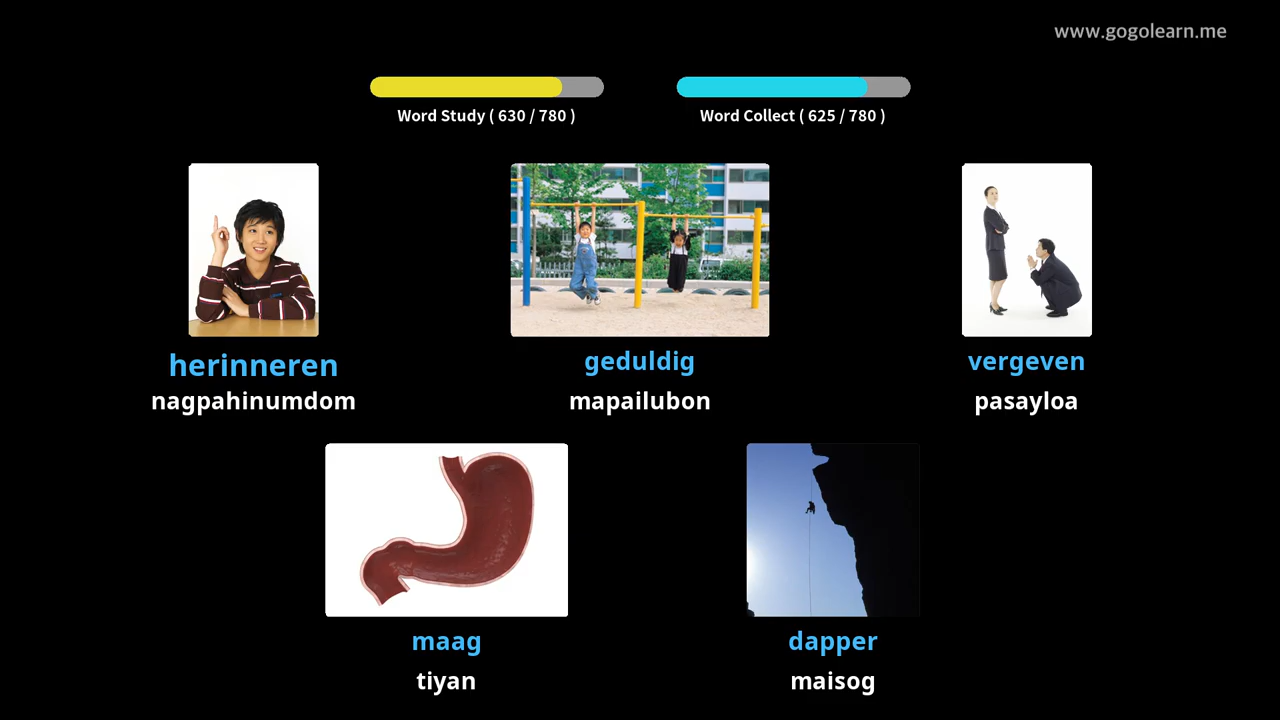 www.gogolearn.me
Word Study ( 630 / 780 )
Word Collect ( 625 / 780 )
herinneren
nagpahinumdom
geduldig
mapailubon
vergeven
pasayloa
maag
tiyan
dapper
maisog